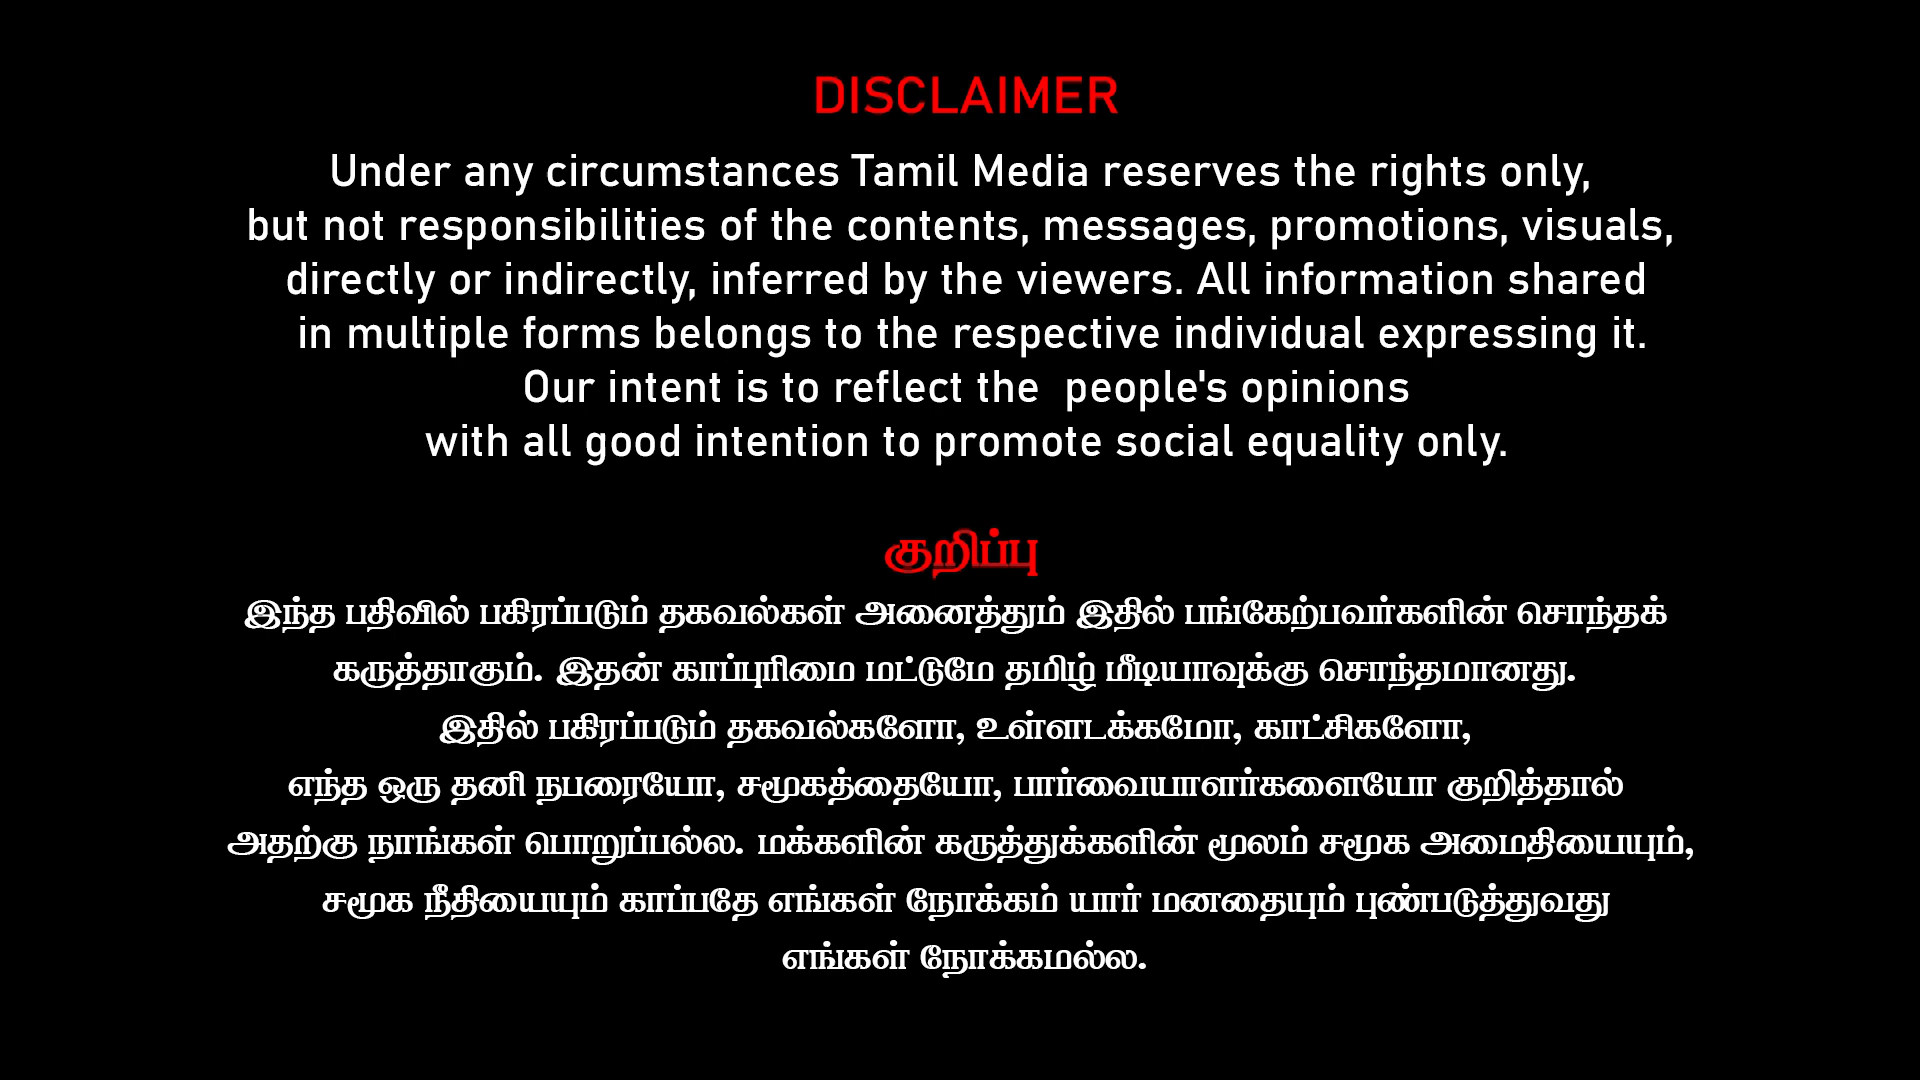 DISCLAIMER
Under any circumstances Tamil Media reserves the rights only,
but not responsibilities of the contents, messages, promotions, visuals,
directly or indirectly, inferred by the viewers. All information shared
in multiple forms belongs to the respective individual expressing it.
Our intent is to reflect the  people's opinions
with all good intention to promote social equality only.
குறிப்பு
இந்த பதிவில் பகிரப்படும் தகவல்கள் அனைத்தும் இதில் பங்கேற்பவர்களின் சொந்தக்
கருத்தாகும். இதன் காப்புரிமை மட்டுமே தமிழ் மீடியாவுக்கு சொந்தமானது.
இதில் பகிரப்படும் தகவல்களோ, உள்ளடக்கமோ, காட்சிகளோ,
எந்த ஒரு தனி நபரையோ, சமூகத்தையோ, பார்வையாளர்களையோ குறித்தால்
அதற்கு நாங்கள் பொறுப்பல்ல. மக்களின் கருத்துக்களின் மூலம் சமூக அமைதியையும்,
சமூக நீதியையும் காப்பதே எங்கள் நோக்கம் யார் மனதையும் புண்படுத்துவது
எங்கள் நோக்கமல்ல.